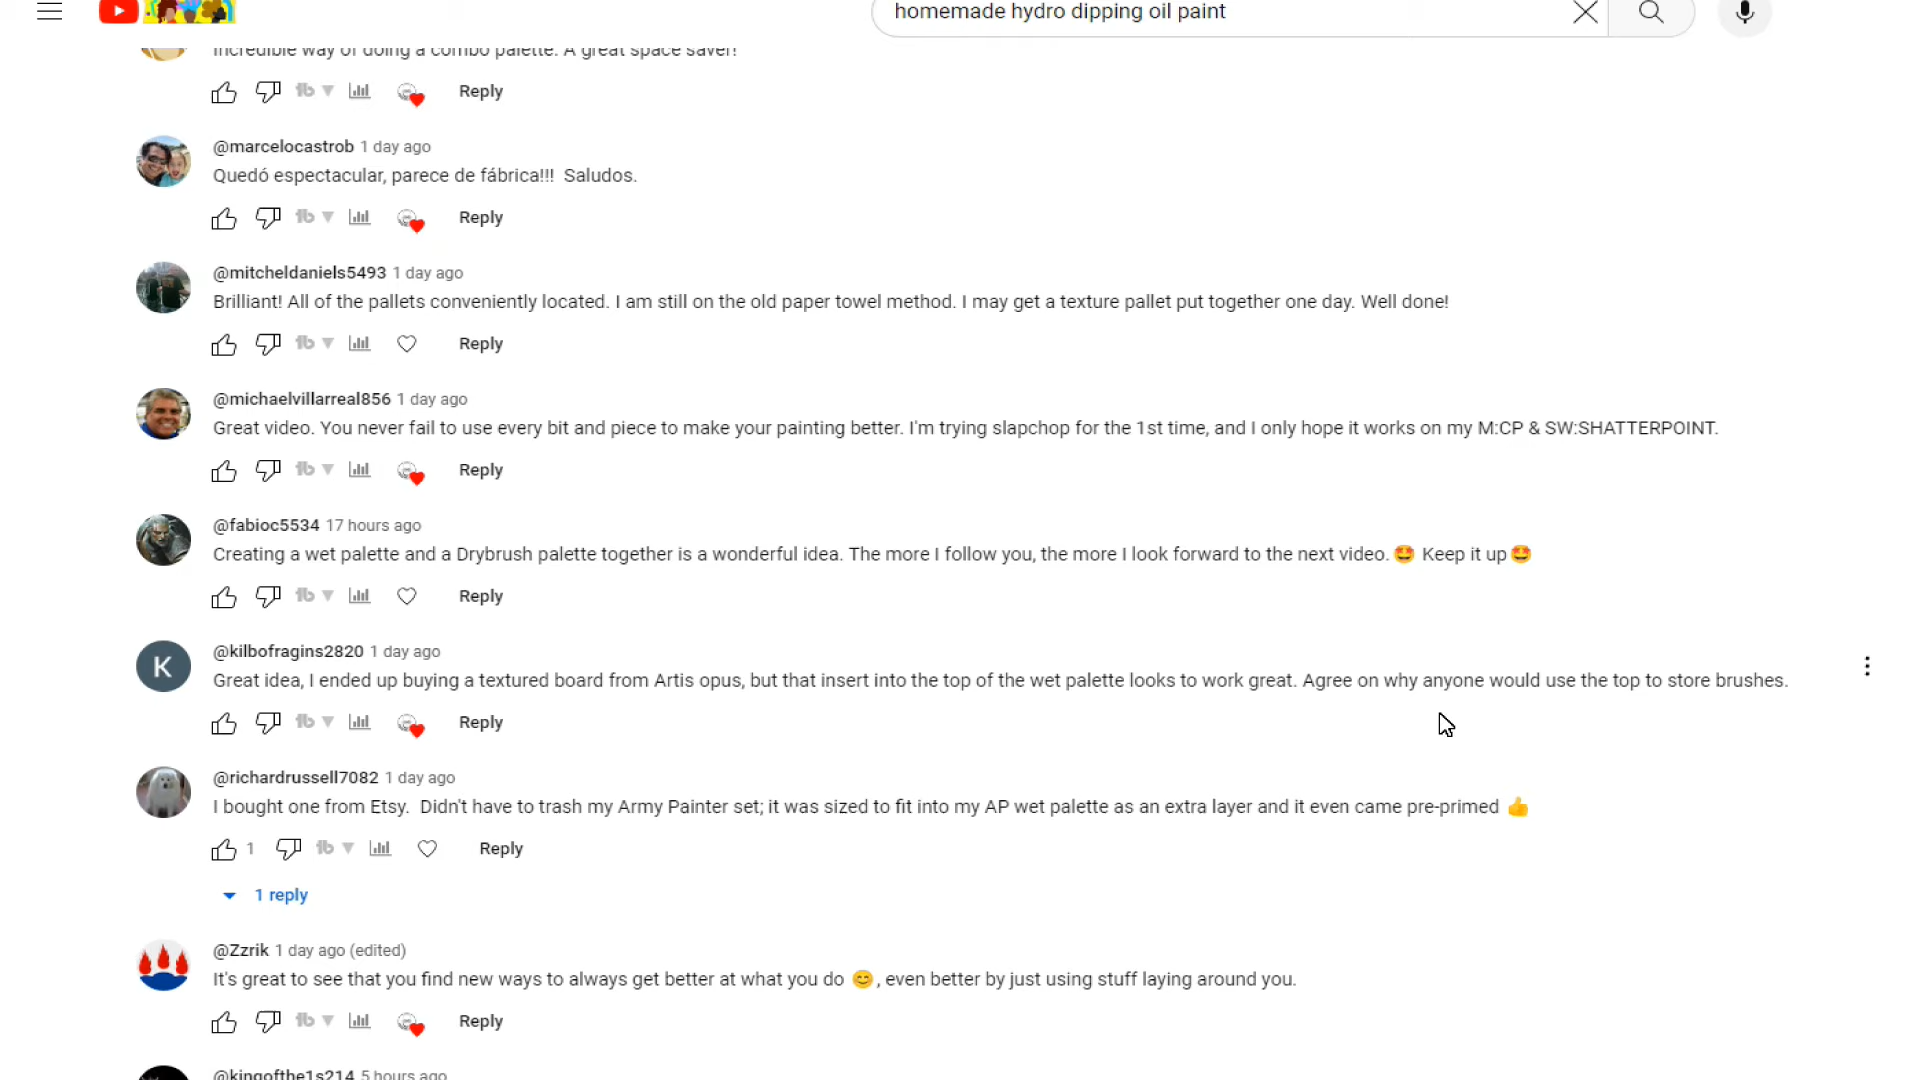 homemade hydro dipping oil paint
Incredible way of doing a combo palette. A great space saver!
Reply
@marcelocastrob 1 day ago
Quedó espectacular, parece de fábrica!!! Saludos.
Reply
@mitcheldaniels5493 1 day ago
Brilliant! All of the pallets conveniently located. I am still on the old paper towel method. I may get a texture pallet put together one day. Well done!
Reply
@michaelvillarreal856 1 day ago
Great video. You never fail to use every bit and piece to make your painting better. I'm trying slapchop for the 1st time, and I only hope it works on my M:CP & SW:SHATTERPOINT.
Reply
@fabioc5534 17 hours ago
Creating a wet palette and a Drybrush palette together is a wonderful idea. The more I follow you, the more I look forward to the next video. 🤩 Keep it up 🤩
Reply
K
@kilbofragins2820 1 day ago
Great idea, I ended up buying a textured board from Artis opus, but that insert into the top of the wet palette looks to work great. Agree on why anyone would use the top to store brushes.
Reply
@richardrussell7082 1 day ago
I bought one from Etsy. Didn't have to trash my Army Painter set; it was sized to fit into my AP wet palette as an extra layer and it even came pre-primed 👍
1 Reply
1 reply
@Zzrik 1 day ago (edited)
It's great to see that you find new ways to always get better at what you do 😊, even better by just using stuff laying around you.
Reply
@kingofthe1s214 5 hours ago